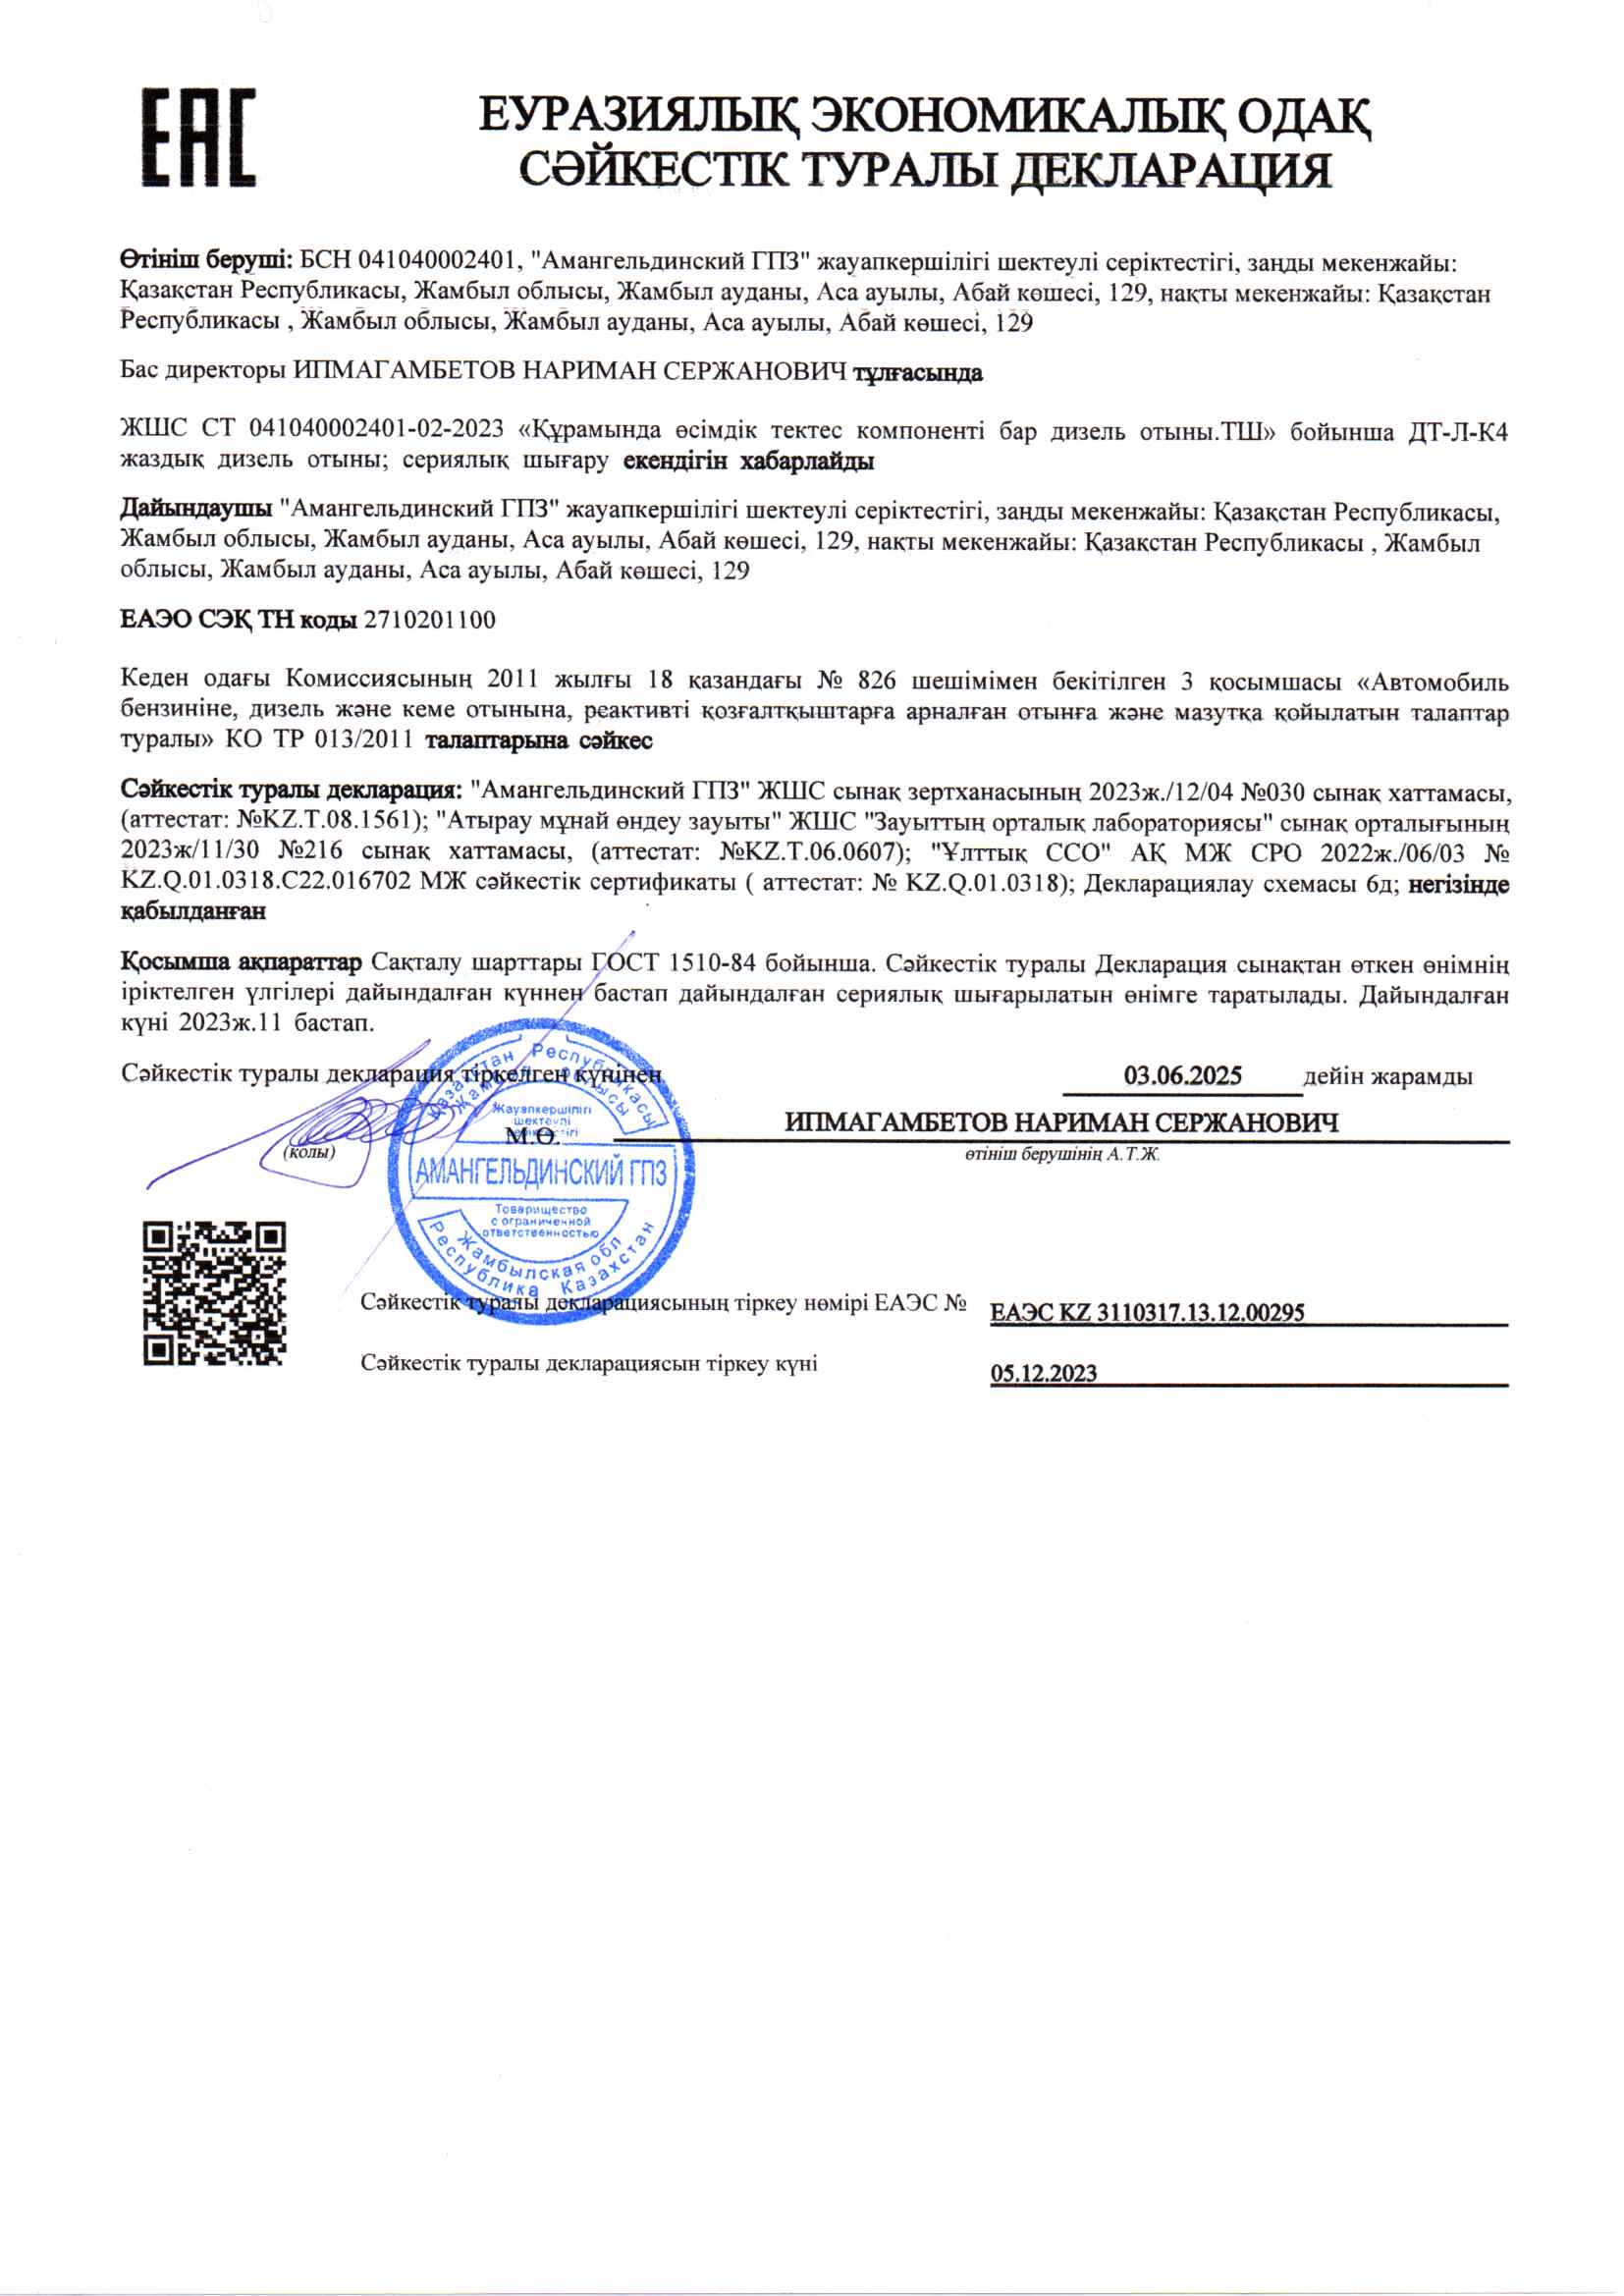 ЕАС
ЕУРАЗИЯЛЫҚ ЭКОНОМИКАЛЫҚ ОДАҚ
СӘЙКЕСТІК ТУРАЛЫ ДЕКЛАРАЦИЯ
Өтініш беруші: БСН 041040002401, "Амангельдинский ГПЗ" жауапкершілігі шектеулі серіктестігі, заңды мекенжайы:
Қазақстан Республикасы, Жамбыл облысы, Жамбыл ауданы, Аса ауылы, Абай көшесі, 129, нақты мекенжайы: Қазақстан
Республикасы , Жамбыл облысы, Жамбыл ауданы, Аса ауылы, Абай көшесі, 129
Бас директоры ИПМАГАМБЕТОВ НАРИМАН СЕРЖАНОВИЧ тұлғасында
ЖШС СТ 041040002401-02-2023 «Құрамында өсімдік тектес компоненті бар дизель отыны.ТШ» бойынша ДТ-Л-К4
жаздық дизель отыны; сериялық шығару екендігін хабарлайды
Дайындаушы "Амангельдинский ГПЗ" жауапкершілігі шектеулі серіктестігі, заңды мекенжайы: Қазақстан Республикасы,
Жамбыл облысы, Жамбыл ауданы, Аса ауылы, Абай көшесі, 129, нақты мекенжайы: Қазақстан Республикасы , Жамбыл
облысы, Жамбыл ауданы, Аса ауылы, Абай көшесі, 129
ЕАЭО СЭҚ ТН коды 2710201100
Кеден одағы Комиссиясының 2011 жылғы 18 қазандағы № 826 шешімімен бекітілген 3 қосымшасы «Автомобиль
бензиніне, дизель және кеме отынына, реактивті қозғалтқыштарға арналған отынға және мазутқа қойылатын талаптар
туралы» КО ТР 013/2011 талаптарына сәйкес
Сәйкестік туралы декларация: "Амангельдинский ГПЗ" ЖШС сынақ зертханасының 2023ж./12/04 №030 сынақ хаттамасы,
(аттестат: №KZ.T.08.1561); "Атырау мұнай өңдеу зауыты" ЖШС "Зауыттың орталық лабораториясы" сынақ орталығының
2023ж/11/30 №216 сынақ хаттамасы, (аттестат: №KZ.T.06.0607); "Ұлттық ССО" АҚ МЖ СРО 2022ж./06/03 №
KZ.Q.01.0318.C22.016702 МЖ сәйкестік сертификаты ( аттестат: № KZ.Q.01.0318); Декларациялау схемасы 6д; негізінде
қабылданған
Қосымша ақпараттар Сақталу шарттары ГОСТ 1510-84 бойынша. Сәйкестік туралы Декларация сынақтан өткен өнімнің
іріктелген үлгілері дайындалған күннен бастап дайындалған сериялық шығарылатын өнімге таратылады. Дайындалған
күні 2023ж.11 бастап.
Сәйкестік туралы декларация тіркелген күнінен 03.06.2025 дейін жарамды
ИПМАГАМБЕТОВ НАРИМАН СЕРЖАНОВИЧ
(колы) М.Ө. өтініш берушінің А.Т.Ж.
Қазақстан Республикасы
Жамбыл облысы
Жауапкершілігі
шектеулі
серіктестігі
АМАНГЕЛЬДИНСКИЙ ГПЗ
Товарищество
с ограниченной
ответственностью
Жамбылская обл
Республика Казахстан
Сәйкестік туралы декларациясының тіркеу нөмірі ЕАЭС № ЕАЭС KZ 3110317.13.12.00295
Сәйкестік туралы декларациясын тіркеу күні 05.12.2023